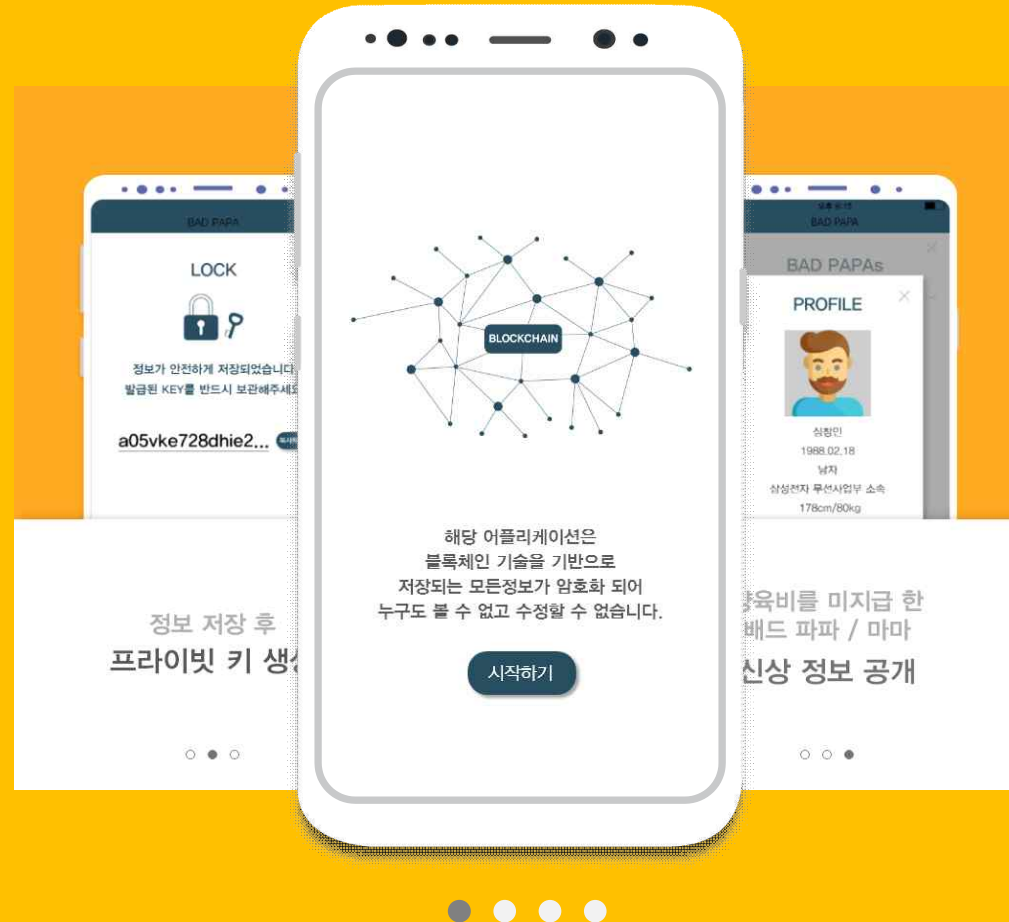 BAD PAPA
LOCK
정보가 안전하게 저장되었습니다
발급된 KEY를 반드시 보관해주세요
a05vke728dhie2...
정보 저장 후
프라이빗 키 생성
BLOCKCHAIN
해당 어플리케이션은
블록체인 기술을 기반으로
저장되는 모든정보가 암호화 되어
누구도 볼 수 없고 수정할 수 없습니다.
시작하기
BAD PAPA
BAD PAPAs
PROFILE
심창인
1988.02.18
남자
삼성전자 무선사업부 소속
178cm/80kg
양육비를 미지급 한
배드 파파 / 마마
신상 정보 공개